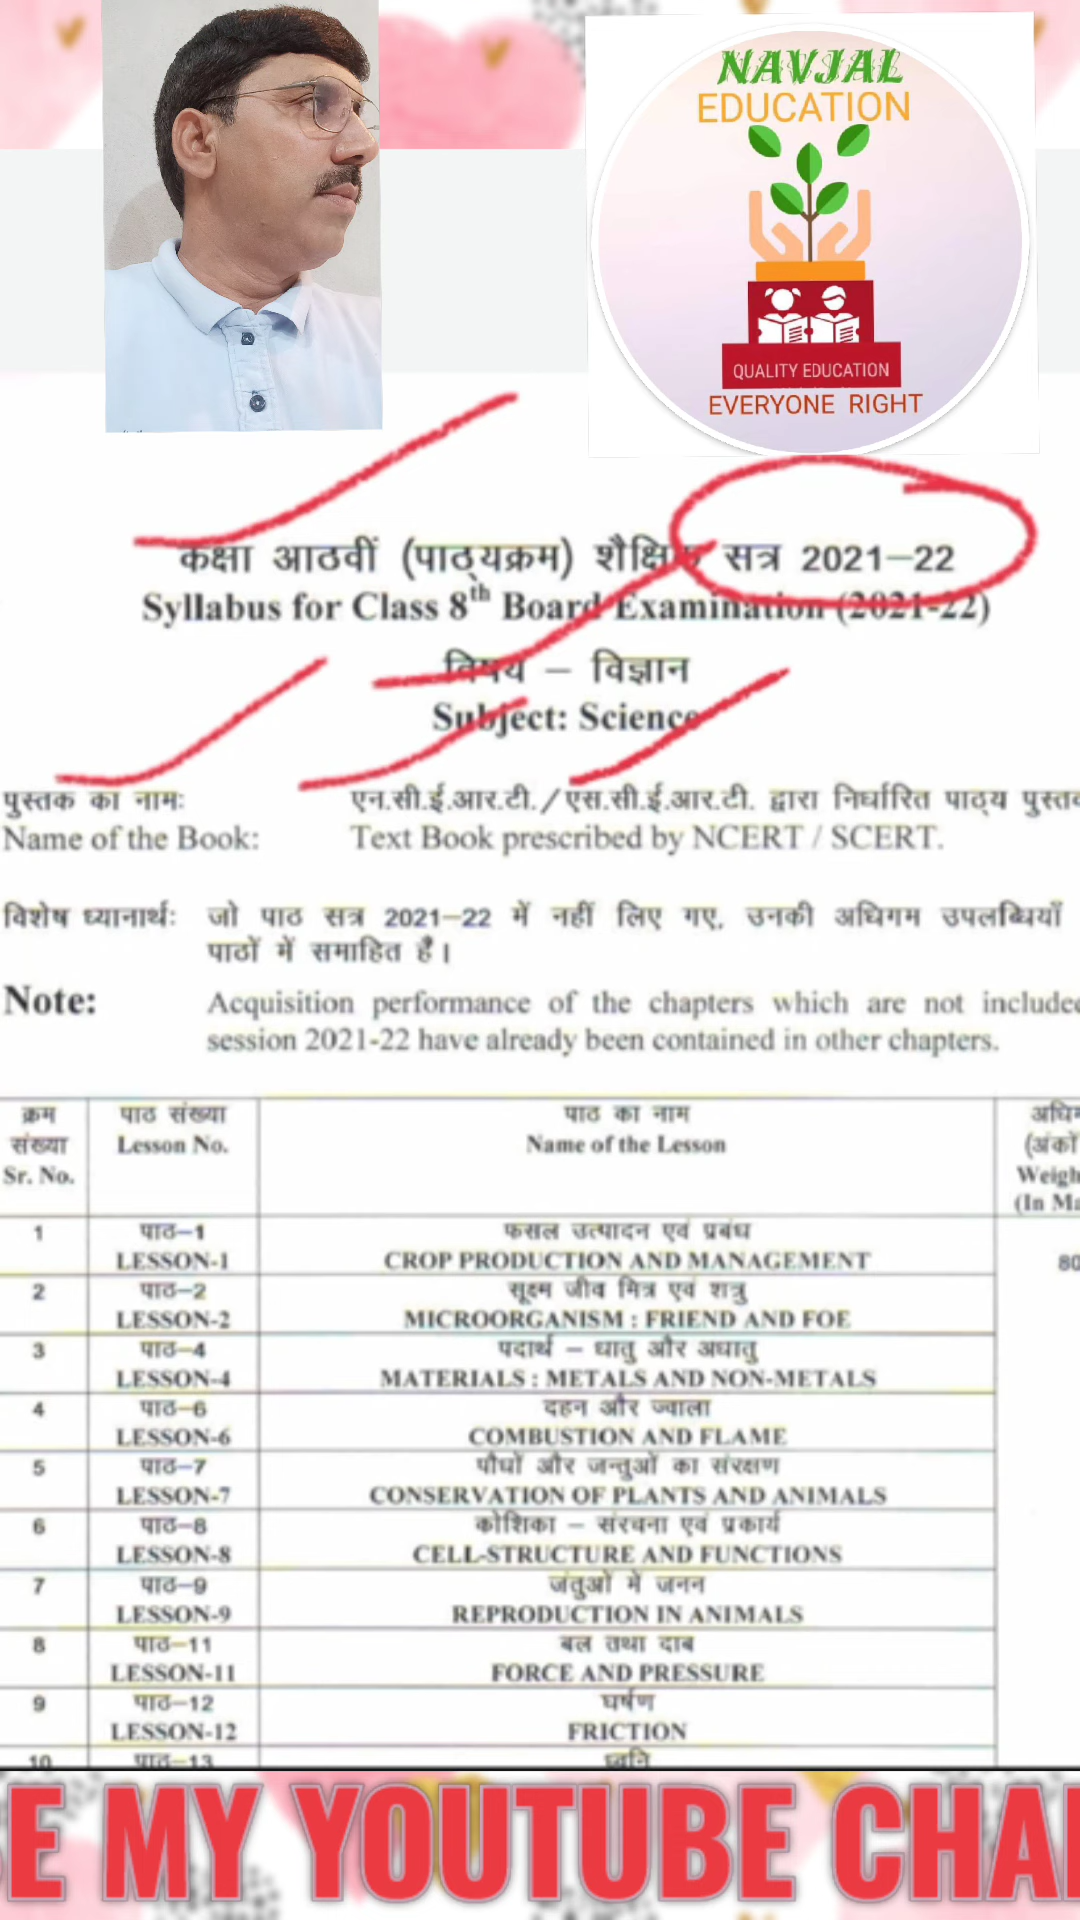 NAVJAL
EDUCATION
QUALITY EDUCATION
EVERYONE RIGHT
कक्षा आठवीं (पाठ्यक्रम) शैक्षिक सत्र 2021–22
Syllabus for Class 8th Board Examination (2021-22)
विषय – विज्ञान
Subject: Science
पुस्तक का नामः एन.सी.ई.आर.टी./एस.सी.ई.आर.टी. द्वारा निर्धारित पाठ्य
Name of the Book: Text Book prescribed by NCERT / SCERT.
विशेष ध्यानार्थः जो पाठ सत्र 2021–22 में नहीं लिए गए, उनकी अधिगम उपलब्धियाँ
पाठों में समाहित हैं।
Note: Acquisition performance of the chapters which are not include
session 2021-22 have already been contained in other chapters.
क्रम पाठ संख्या पाठ का नाम अधि
संख्या Lesson No. Name of the Lesson (अंकों
Sr. No. Weigh
(In Ma
1 पाठ–1 फसल उत्पादन एवं प्रबंध
LESSON-1 CROP PRODUCTION AND MANAGEMENT 80
2 पाठ–2 सूक्ष्म जीव मित्र एवं शत्रु
LESSON-2 MICROORGANISM : FRIEND AND FOE
3 पाठ–4 पदार्थ – धातु और अधातु
LESSON-4 MATERIALS : METALS AND NON-METALS
4 पाठ–6 दहन और ज्वाला
LESSON-6 COMBUSTION AND FLAME
5 पाठ–7 पौधों और जन्तुओं का संरक्षण
LESSON-7 CONSERVATION OF PLANTS AND ANIMALS
6 पाठ–8 कोशिका – संरचना एवं प्रकार्य
LESSON-8 CELL-STRUCTURE AND FUNCTIONS
7 पाठ–9 जंतुओं में जनन
LESSON-9 REPRODUCTION IN ANIMALS
8 पाठ–11 बल तथा दाब
LESSON-11 FORCE AND PRESSURE
9 पाठ–12 घर्षण
LESSON-12 FRICTION
10 पाठ–13 ध्वनि
E MY YOUTUBE CHA